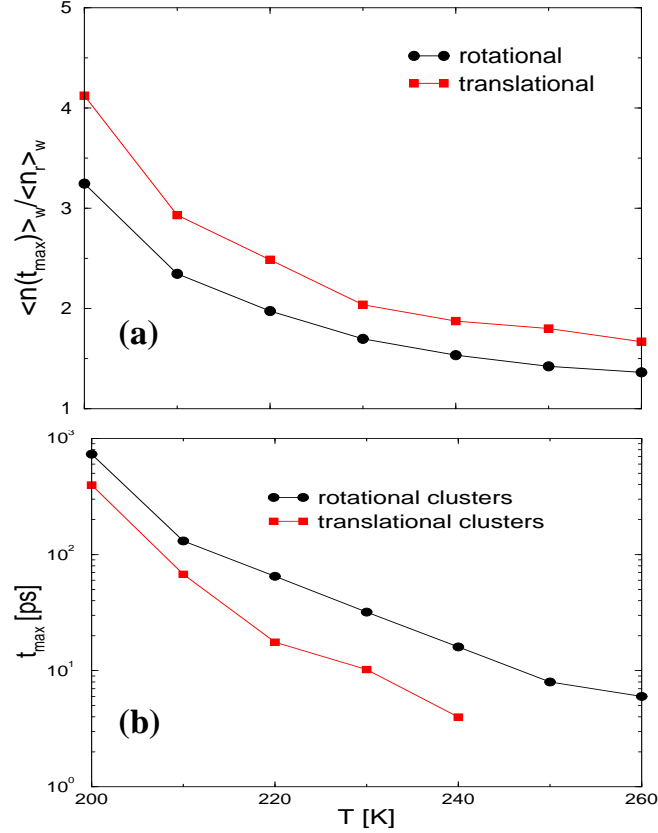 5
4
3
2
1
<n(t_max)>_w/<n_r>_w
rotational
translational
(a)
10^3
10^2
10^1
10^0
t_max [ps]
rotational clusters
translational clusters
(b)
200 220 240 260
T [K]